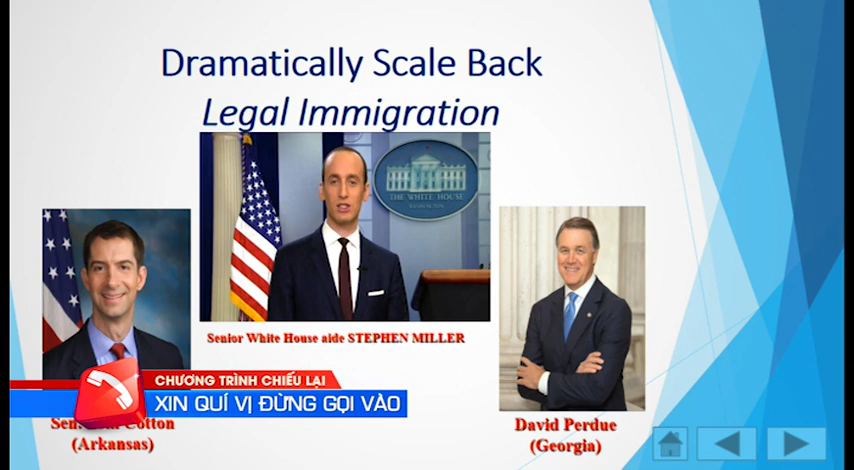 Dramatically Scale Back
Legal Immigration
THE WHITE HOUSE
WASHINGTON
Senior White House aide STEPHEN MILLER
CHƯƠNG TRÌNH CHIẾU LẠI
XIN QUÍ VỊ ĐỪNG GỌI VÀO
Sen. Cotton
(Arkansas)
David Perdue
(Georgia)